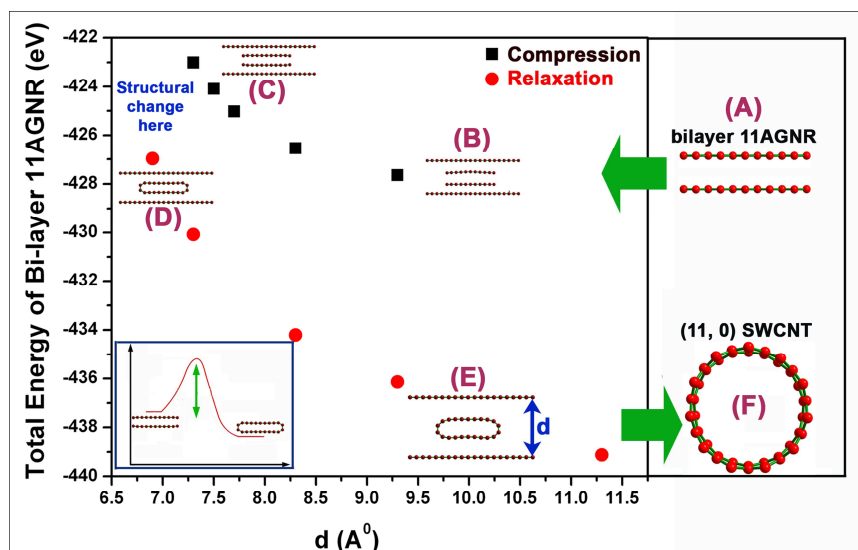 Total Energy of Bi-layer 11AGNR (eV)
-422
-423
-424
-426
-428
-430
-432
-434
-436
-438
-440
6.5 7.0 7.5 8.0 8.5 9.0 9.5 10.0 10.5 11.0 11.5
d (A⁰)
Compression
Relaxation
Structural
change
here
(C)
(B)
(D)
(E)
d
(A)
bilayer 11AGNR
(11, 0) SWCNT
(F)